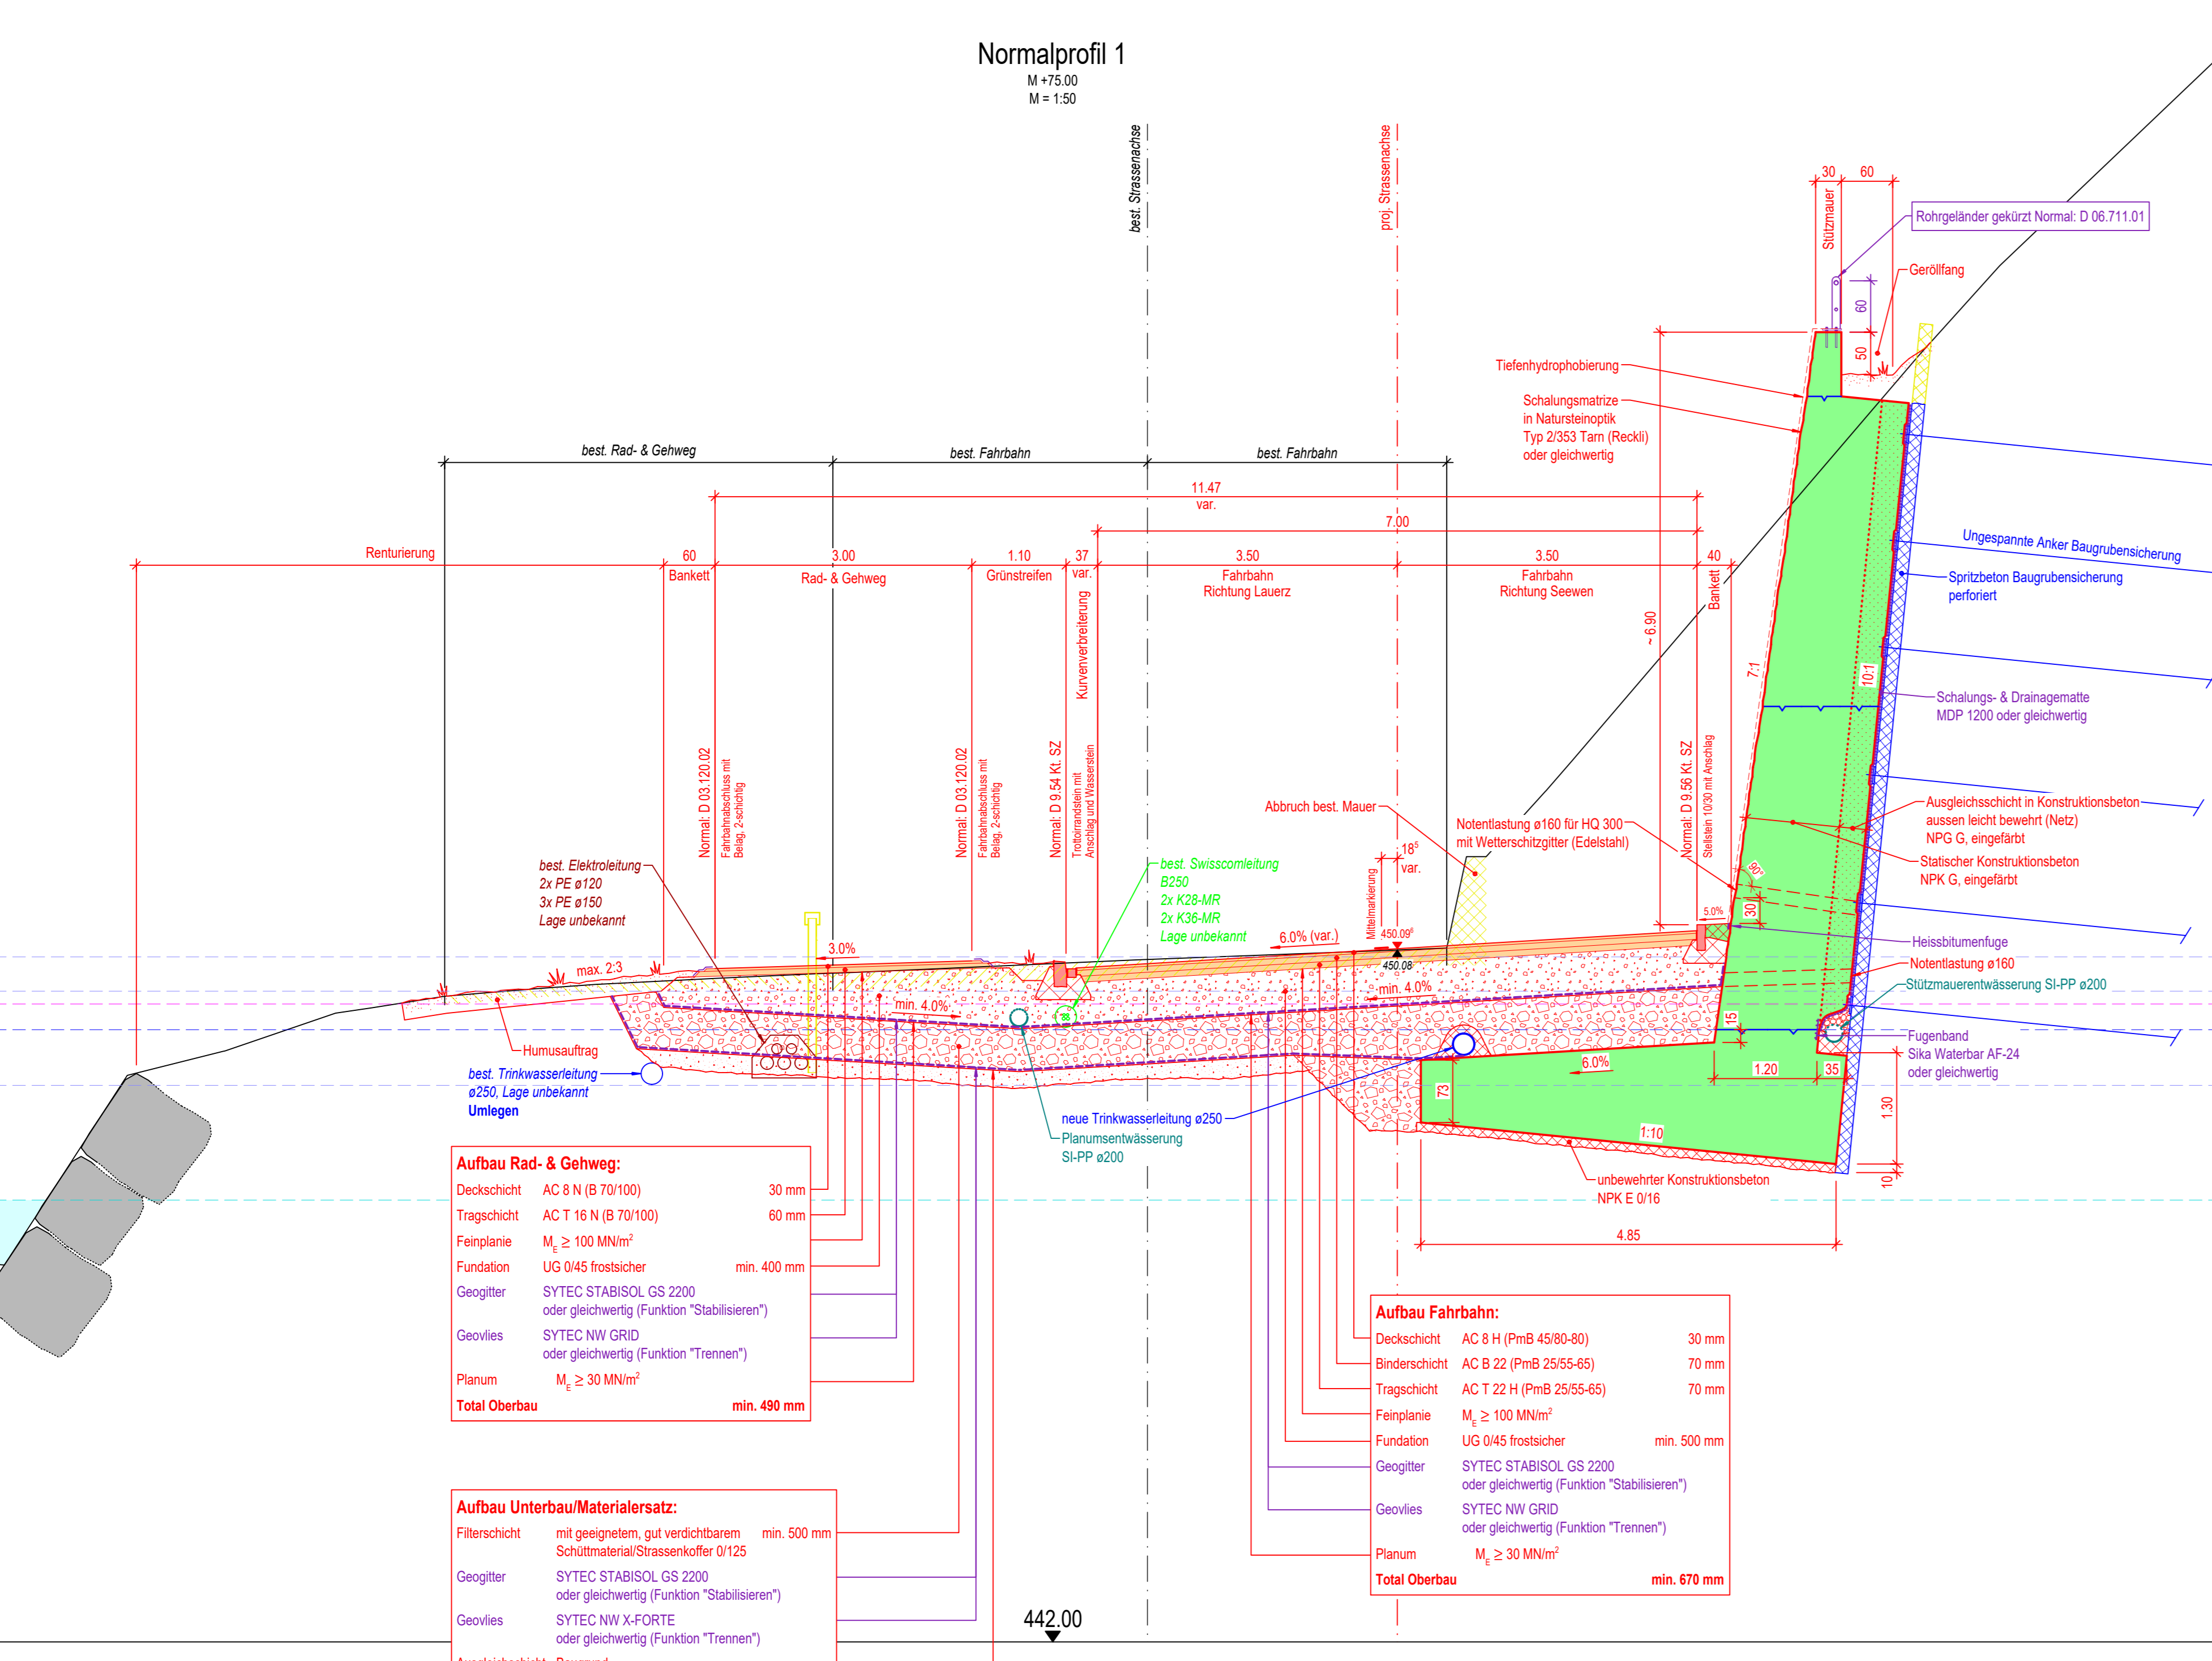 Normalprofil 1
M +75.00
M = 1:50
best. Strassenachse
proj. Strassenachse
30
60
Stützmauer
Rohrgeländer gekürzt Normal: D 06.711.01
Geröllfang
60
50
Tiefenhydrophobierung
Schalungsmatrize
in Natursteinoptik
Typ 2/353 Tarn (Reckli)
oder gleichwertig
best. Rad- & Gehweg
best. Fahrbahn
best. Fahrbahn
11.47
var.
7.00
Renturierung
60
Bankett
3.00
Rad- & Gehweg
1.10
Grünstreifen
37
var.
Kurvenverbreiterung
3.50
Fahrbahn
Richtung Lauerz
3.50
Fahrbahn
Richtung Seewen
40
Bankett
~ 6.90
7:1
10:1
Ungespannte Anker Baugrubensicherung
Spritzbeton Baugrubensicherung
perforiert
Schalungs- & Drainagematte
MDP 1200 oder gleichwertig
Normal: D 03.120.02
Fahrbahnabschluss mit
Belag, 2-schichtig
Normal: D 03.120.02
Fahrbahnabschluss mit
Belag, 2-schichtig
Normal: D 9.54 Kt. SZ
Trottoirrandstein mit
Anschlag und Wasserstein
Normal: D 9.56 Kt. SZ
Stellstein 10/30 mit Anschlag
Abbruch best. Mauer
Notentlastung ø160 für HQ 300
mit Wetterschitzgitter (Edelstahl)
Ausgleichsschicht in Konstruktionsbeton
aussen leicht bewehrt (Netz)
NPG G, eingefärbt
Statischer Konstruktionsbeton
NPK G, eingefärbt
best. Elektroleitung
2x PE ø120
3x PE ø150
Lage unbekannt
best. Swisscomleitung
B250
2x K28-MR
2x K36-MR
Lage unbekannt
Mittelmarkierung
18⁵
var.
90°
30
5.0%
3.0%
6.0% (var.)
450.09⁶
450.08
max. 2:3
min. 4.0%
min. 4.0%
Heissbitumenfuge
Notentlastung ø160
Stützmauerentwässerung SI-PP ø200
Fugenband
Sika Waterbar AF-24
oder gleichwertig
15
Humusauftrag
best. Trinkwasserleitung
ø250, Lage unbekannt
Umlegen
6.0%
1.20
35
73
1.30
1:10
10
neue Trinkwasserleitung ø250
Planumsentwässerung
SI-PP ø200
unbewehrter Konstruktionsbeton
NPK E 0/16
4.85
Aufbau Rad- & Gehweg:
Deckschicht AC 8 N (B 70/100) 30 mm
Tragschicht AC T 16 N (B 70/100) 60 mm
Feinplanie M_E ≥ 100 MN/m²
Fundation UG 0/45 frostsicher min. 400 mm
Geogitter SYTEC STABISOL GS 2200
oder gleichwertig (Funktion "Stabilisieren")
Geovlies SYTEC NW GRID
oder gleichwertig (Funktion "Trennen")
Planum M_E ≥ 30 MN/m²
Total Oberbau min. 490 mm
Aufbau Fahrbahn:
Deckschicht AC 8 H (PmB 45/80-80) 30 mm
Binderschicht AC B 22 (PmB 25/55-65) 70 mm
Tragschicht AC T 22 H (PmB 25/55-65) 70 mm
Feinplanie M_E ≥ 100 MN/m²
Fundation UG 0/45 frostsicher min. 500 mm
Geogitter SYTEC STABISOL GS 2200
oder gleichwertig (Funktion "Stabilisieren")
Geovlies SYTEC NW GRID
oder gleichwertig (Funktion "Trennen")
Planum M_E ≥ 30 MN/m²
Total Oberbau min. 670 mm
Aufbau Unterbau/Materialersatz:
Filterschicht mit geeignetem, gut verdichtbarem min. 500 mm
Schüttmaterial/Strassenkoffer 0/125
Geogitter SYTEC STABISOL GS 2200
oder gleichwertig (Funktion "Stabilisieren")
Geovlies SYTEC NW X-FORTE
oder gleichwertig (Funktion "Trennen")
442.00